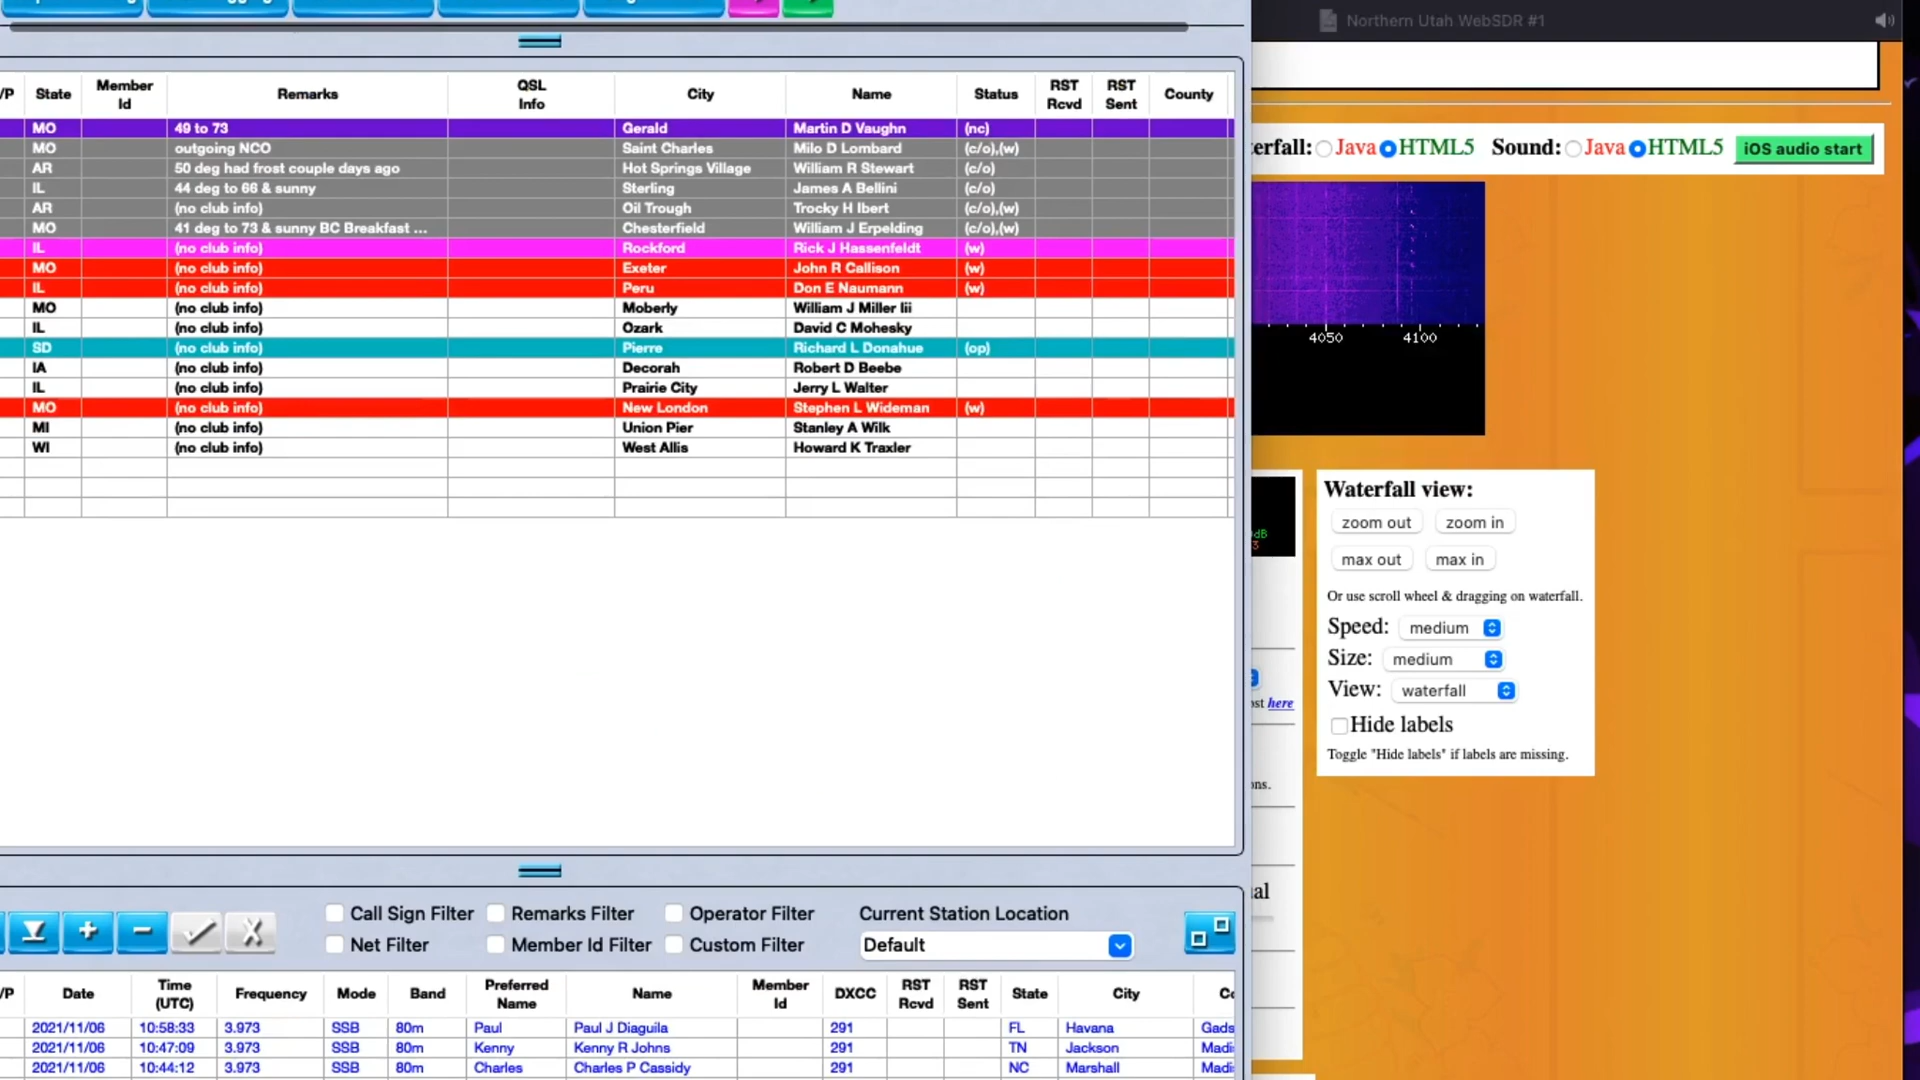 Northern Utah WebSDR #1
/P State Member Id Remarks QSL Info City Name Status RST Rcvd RST Sent County
MO 49 to 73 Gerald Martin D Vaughn (nc)
MO outgoing NCO Saint Charles Milo D Lombard (c/o),(w)
AR 50 deg had frost couple days ago Hot Springs Village William R Stewart (c/o)
IL 44 deg to 66 & sunny Sterling James A Bellini (c/o)
AR (no club info) Oil Trough Trocky H Ibert (c/o),(w)
MO 41 deg to 73 & sunny BC Breakfast ... Chesterfield William J Erpelding (c/o),(w)
IL (no club info) Rockford Rick J Hassenfeldt (w)
MO (no club info) Exeter John R Callison (w)
IL (no club info) Peru Don E Naumann (w)
MO (no club info) Moberly William J Miller Iii
IL (no club info) Ozark David C Mohesky
SD (no club info) Pierre Richard L Donahue (op)
IA (no club info) Decorah Robert D Beebe
IL (no club info) Prairie City Jerry L Walter
MO (no club info) New London Stephen L Wideman (w)
MI (no club info) Union Pier Stanley A Wilk
WI (no club info) West Allis Howard K Traxler
erfall: Java HTML5 Sound: Java HTML5 iOS audio start
4050 4100
dB
3
Waterfall view:
zoom out zoom in
max out max in
Or use scroll wheel & dragging on waterfall.
Speed: medium
Size: medium
View: waterfall
Hide labels
Toggle "Hide labels" if labels are missing.
ost here
ons.
al
Call Sign Filter Remarks Filter Operator Filter Current Station Location
Net Filter Member Id Filter Custom Filter Default
/P Date Time (UTC) Frequency Mode Band Preferred Name Name Member Id DXCC RST Rcvd RST Sent State City Co
2021/11/06 10:58:33 3.973 SSB 80m Paul Paul J Diaguila 291 FL Havana Gads
2021/11/06 10:47:09 3.973 SSB 80m Kenny Kenny R Johns 291 TN Jackson Madi
2021/11/06 10:44:12 3.973 SSB 80m Charles Charles P Cassidy 291 NC Marshall Madi